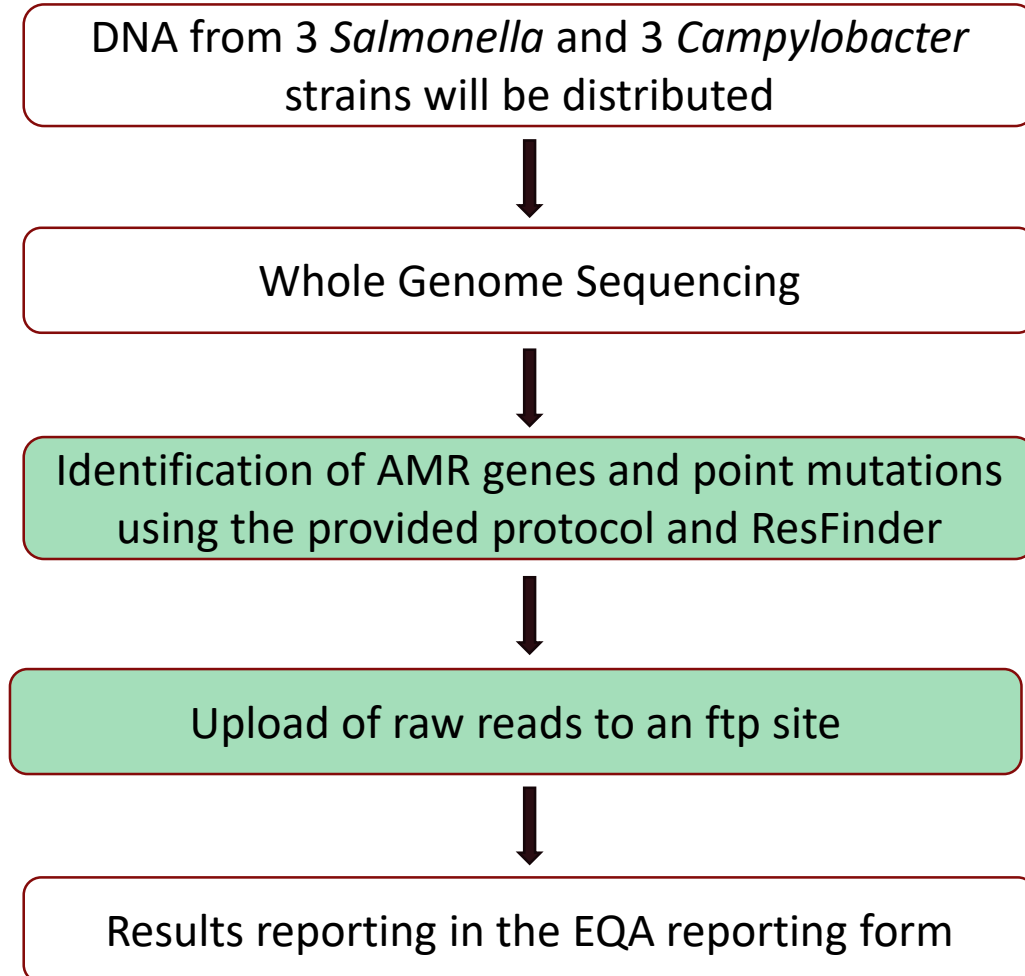 DNA from 3 Salmonella and 3 Campylobacter
strains will be distributed
Whole Genome Sequencing
Identification of AMR genes and point mutations
using the provided protocol and ResFinder
Upload of raw reads to an ftp site
Results reporting in the EQA reporting form